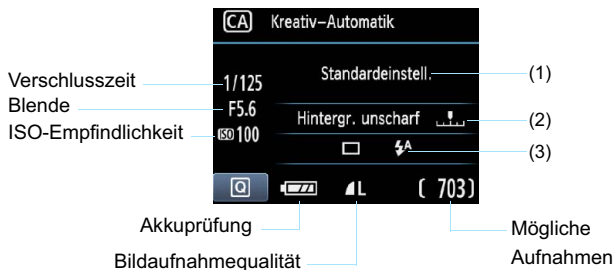 CA Kreativ-Automatik
Verschlusszeit 1/125 Standardeinstell. (1)
Blende F5.6
ISO-Empfindlichkeit ISO 100 Hintergr. unscharf (2)
A (3)
Q L [ 703]
Akkuprüfung Mögliche
Bildaufnahmequalität Aufnahmen